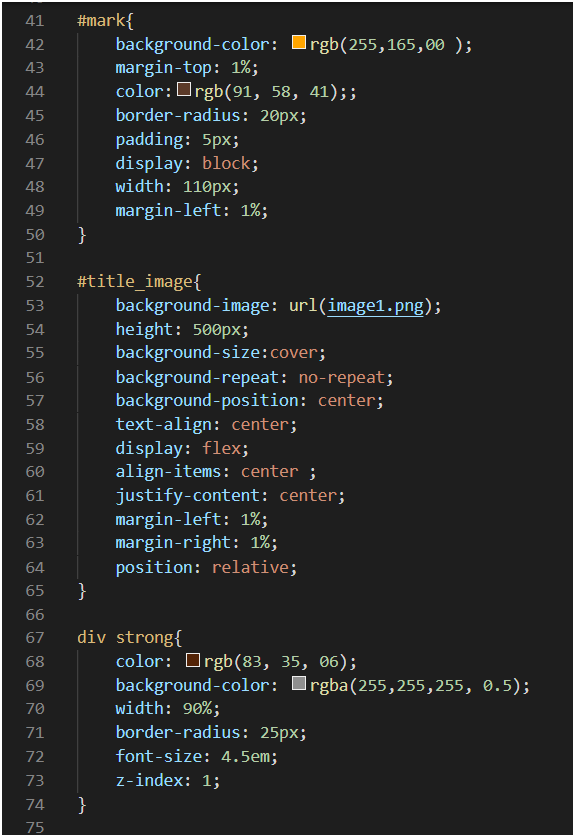 41 #mark{
42 background-color: rgb(255,165,00 );
43 margin-top: 1%;
44 color: rgb(91, 58, 41);;
45 border-radius: 20px;
46 padding: 5px;
47 display: block;
48 width: 110px;
49 margin-left: 1%;
50 }
51
52 #title_image{
53 background-image: url(image1.png);
54 height: 500px;
55 background-size:cover;
56 background-repeat: no-repeat;
57 background-position: center;
58 text-align: center;
59 display: flex;
60 align-items: center ;
61 justify-content: center;
62 margin-left: 1%;
63 margin-right: 1%;
64 position: relative;
65 }
66
67 div strong{
68 color: rgb(83, 35, 06);
69 background-color: rgba(255,255,255, 0.5);
70 width: 90%;
71 border-radius: 25px;
72 font-size: 4.5em;
73 z-index: 1;
74 }
75